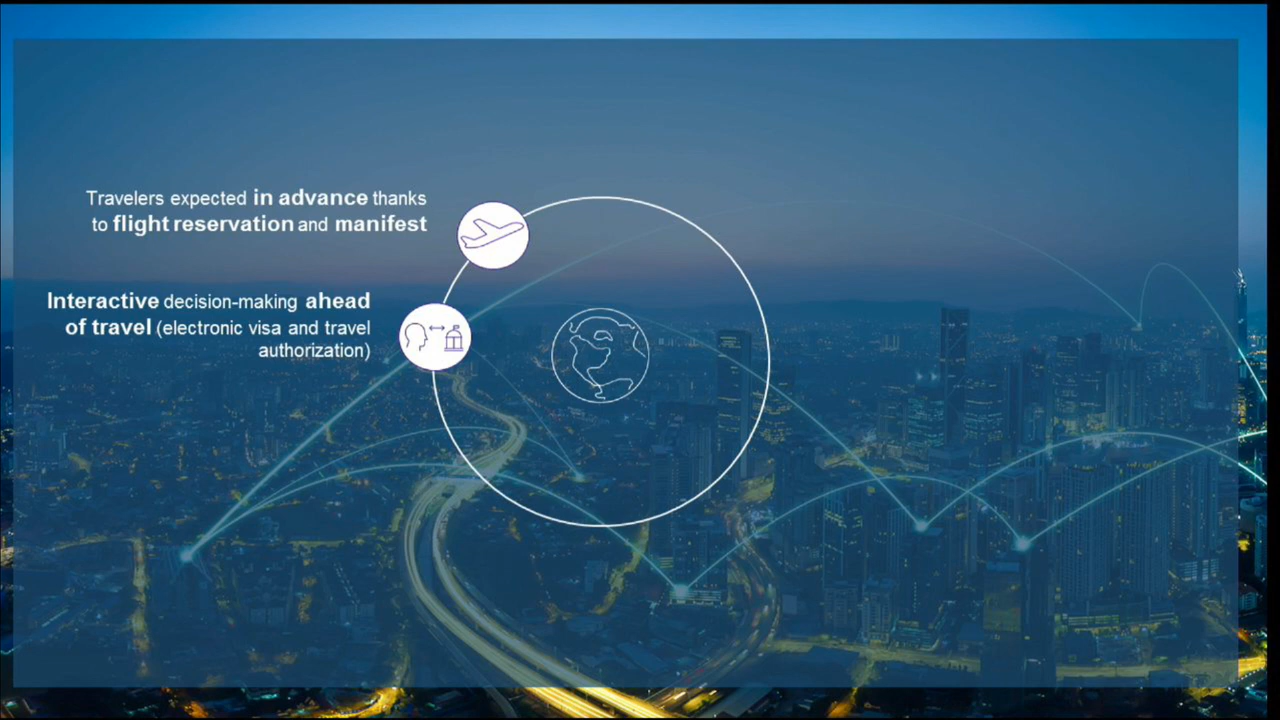 Travelers expected in advance thanks
to flight reservation and manifest
Interactive decision-making ahead
of travel (electronic visa and travel
authorization)